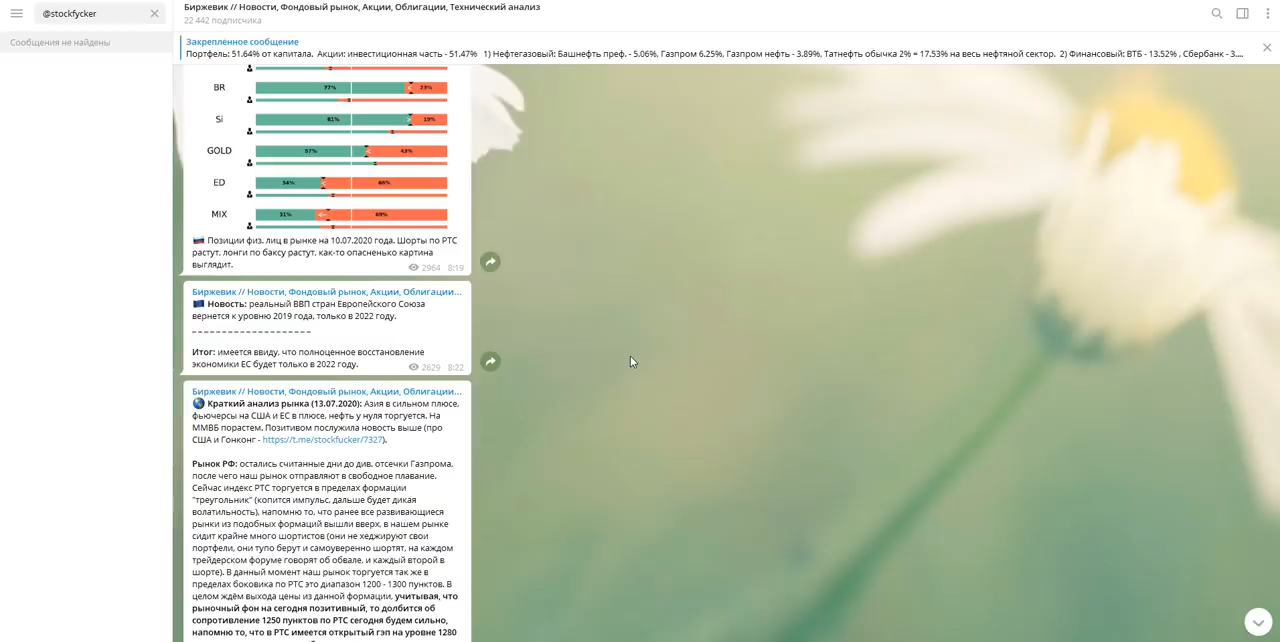 @stockfycker
Сообщения не найдены
Биржевик // Новости, Фондовый рынок, Акции, Облигации, Технический анализ
22 442 подписчика
Закреплённое сообщение
Портфель: 51.64% от капитала. Акции: инвестиционная часть - 51.47% 1) Нефтегазовый: Башнефть преф. - 5.06%, Газпром 6.25%, Газпром нефть - 3.89%, Татнефть обычка 2% = 17.53% на весь нефтяной сектор. 2) Финансовый: ВТБ - 13.52% , Сбербанк - 3....
BR 77% 23%
Si 81% 19%
GOLD 57% 43%
ED 34% 66%
MIX 31% 69%
Позиции физ. лиц в рынке на 10.07.2020 года. Шорты по РТС
растут, лонги по баксу растут, как-то опасненько картина
выглядит.
2964 8:19
Биржевик // Новости, Фондовый рынок, Акции, Облигации...
Новость: реальный ВВП стран Европейского Союза
вернется к уровню 2019 года, только в 2022 году.
_ _ _ _ _ _ _ _ _ _ _ _ _ _ _ _ _ _ _
Итог: имеется ввиду, что полноценное восстановление
экономики ЕС будет только в 2022 году.
2629 8:22
Биржевик // Новости, Фондовый рынок, Акции, Облигации...
Краткий анализ рынка (13.07.2020): Азия в сильном плюсе,
фьючерсы на США и ЕС в плюсе, нефть у нуля торгуется. На
ММВБ порастем. Позитивом послужила новость выше (про
США и Гонконг - https://t.me/stockfucker/7327).
Рынок РФ: остались считанные дни до див. отсечки Газпрома,
после чего наш рынок отправляют в свободное плавание.
Сейчас индекс РТС торгуется в пределах формации
"треугольник" (копится импульс, дальше будет дикая
волатильность), напомню то, что ранее все развивающиеся
рынки из подобных формаций вышли вверх, в нашем рынке
сидит крайне много шортистов (они не хеджируют свои
портфели, они тупо берут и самоуверенно шортят, на каждом
трейдерском форуме говорят об обвале, и каждый второй в
шорте). В данный момент наш рынок торгуется так же в
пределах боковика по РТС это диапазон 1200 - 1300 пунктов. В
целом ждём выхода цены из данной формации, учитывая, что
рыночный фон на сегодня позитивный, то долбится об
сопротивление 1250 пунктов по РТС сегодня будем сильно,
напомню то, что в РТС имеется открытый гэп на уровне 1280